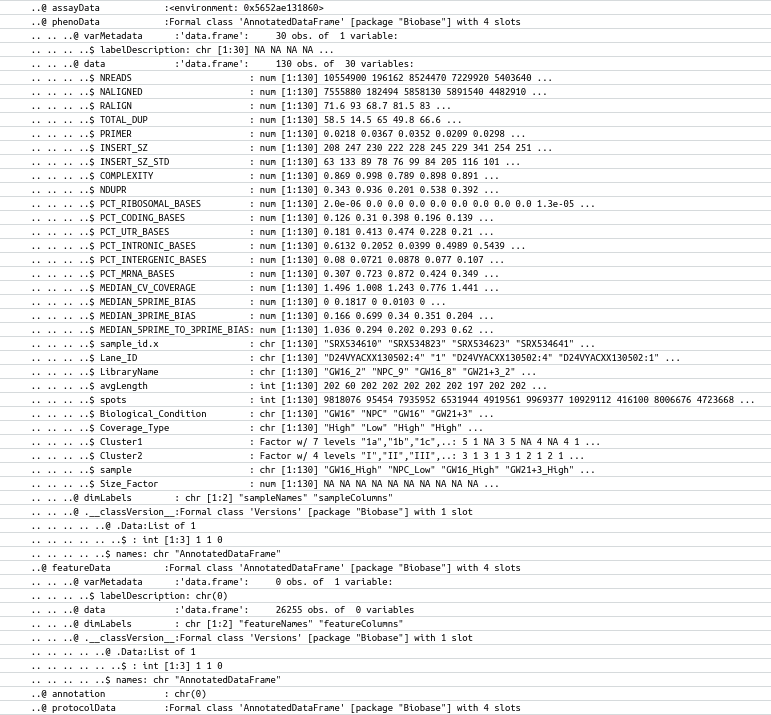 ..@ assayData :<environment: 0x5652ae131860>
..@ phenoData :Formal class 'AnnotatedDataFrame' [package "Biobase"] with 4 slots
.. .. ..@ varMetadata :'data.frame': 30 obs. of 1 variable:
.. .. .. ..$ labelDescription: chr [1:30] NA NA NA NA ...
.. .. ..@ data :'data.frame': 130 obs. of 30 variables:
.. .. .. ..$ NREADS : num [1:130] 10554900 196162 8524470 7229920 5403640 ...
.. .. .. ..$ NALIGNED : num [1:130] 7555880 182494 5858130 5891540 4482910 ...
.. .. .. ..$ RALIGN : num [1:130] 71.6 93 68.7 81.5 83 ...
.. .. .. ..$ TOTAL_DUP : num [1:130] 58.5 14.5 65 49.8 66.6 ...
.. .. .. ..$ PRIMER : num [1:130] 0.0218 0.0367 0.0352 0.0209 0.0298 ...
.. .. .. ..$ INSERT_SZ : num [1:130] 208 247 230 222 228 245 229 341 254 251 ...
.. .. .. ..$ INSERT_SZ_STD : num [1:130] 63 133 89 78 76 99 84 205 116 101 ...
.. .. .. ..$ COMPLEXITY : num [1:130] 0.869 0.998 0.789 0.898 0.891 ...
.. .. .. ..$ NDUPR : num [1:130] 0.343 0.936 0.201 0.538 0.392 ...
.. .. .. ..$ PCT_RIBOSOMAL_BASES : num [1:130] 2.0e-06 0.0 0.0 0.0 0.0 0.0 0.0 0.0 0.0 1.3e-05 ...
.. .. .. ..$ PCT_CODING_BASES : num [1:130] 0.126 0.31 0.398 0.196 0.139 ...
.. .. .. ..$ PCT_UTR_BASES : num [1:130] 0.181 0.413 0.474 0.228 0.21 ...
.. .. .. ..$ PCT_INTRONIC_BASES : num [1:130] 0.6132 0.2052 0.0399 0.4989 0.5439 ...
.. .. .. ..$ PCT_INTERGENIC_BASES : num [1:130] 0.08 0.0721 0.0878 0.077 0.107 ...
.. .. .. ..$ PCT_MRNA_BASES : num [1:130] 0.307 0.723 0.872 0.424 0.349 ...
.. .. .. ..$ MEDIAN_CV_COVERAGE : num [1:130] 1.496 1.008 1.243 0.776 1.441 ...
.. .. .. ..$ MEDIAN_5PRIME_BIAS : num [1:130] 0 0.1817 0 0.0103 0 ...
.. .. .. ..$ MEDIAN_3PRIME_BIAS : num [1:130] 0.166 0.699 0.34 0.351 0.204 ...
.. .. .. ..$ MEDIAN_5PRIME_TO_3PRIME_BIAS: num [1:130] 1.036 0.294 0.202 0.293 0.62 ...
.. .. .. ..$ sample_id.x : chr [1:130] "SRX534610" "SRX534823" "SRX534623" "SRX534641" ...
.. .. .. ..$ Lane_ID : chr [1:130] "D24VYACXX130502:4" "1" "D24VYACXX130502:4" "D24VYACXX130502:1" ...
.. .. .. ..$ LibraryName : chr [1:130] "GW16_2" "NPC_9" "GW16_8" "GW21+3_2" ...
.. .. .. ..$ avgLength : int [1:130] 202 60 202 202 202 202 202 197 202 202 ...
.. .. .. ..$ spots : int [1:130] 9818076 95454 7935952 6531944 4919561 9969377 10929112 416100 8006676 4723668 ...
.. .. .. ..$ Biological_Condition : chr [1:130] "GW16" "NPC" "GW16" "GW21+3" ...
.. .. .. ..$ Coverage_Type : chr [1:130] "High" "Low" "High" "High" ...
.. .. .. ..$ Cluster1 : Factor w/ 7 levels "1a","1b","1c",..: 5 1 NA 3 5 NA 4 NA 4 1 ...
.. .. .. ..$ Cluster2 : Factor w/ 4 levels "I","II","III",..: 3 1 3 1 3 1 2 1 2 1 ...
.. .. .. ..$ sample : chr [1:130] "GW16_High" "NPC_Low" "GW16_High" "GW21+3_High" ...
.. .. .. ..$ Size_Factor : num [1:130] NA NA NA NA NA NA NA NA NA NA ...
.. .. ..@ dimLabels : chr [1:2] "sampleNames" "sampleColumns"
.. .. ..@ .__classVersion__:Formal class 'Versions' [package "Biobase"] with 1 slot
.. .. .. .. ..@ .Data:List of 1
.. .. .. .. .. ..$ : int [1:3] 1 1 0
.. .. .. .. ..$ names: chr "AnnotatedDataFrame"
..@ featureData :Formal class 'AnnotatedDataFrame' [package "Biobase"] with 4 slots
.. .. ..@ varMetadata :'data.frame': 0 obs. of 1 variable:
.. .. .. ..$ labelDescription: chr(0)
.. .. ..@ data :'data.frame': 26255 obs. of 0 variables
.. .. ..@ dimLabels : chr [1:2] "featureNames" "featureColumns"
.. .. ..@ .__classVersion__:Formal class 'Versions' [package "Biobase"] with 1 slot
.. .. .. .. ..@ .Data:List of 1
.. .. .. .. .. ..$ : int [1:3] 1 1 0
.. .. .. .. ..$ names: chr "AnnotatedDataFrame"
..@ annotation : chr(0)
..@ protocolData :Formal class 'AnnotatedDataFrame' [package "Biobase"] with 4 slots